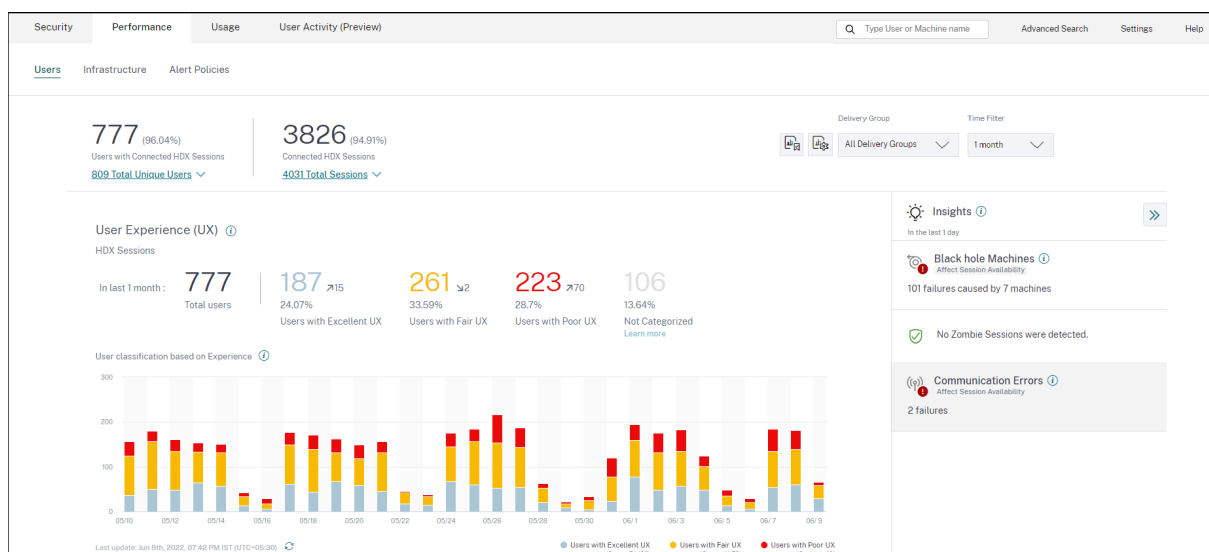 Security Performance Usage User Activity (Preview) Type User or Machine name Advanced Search Settings Help
Users Infrastructure Alert Policies
777 (96.04%)
Users with Connected HDX Sessions
809 Total Unique Users
3826 (94.91%)
Connected HDX Sessions
4031 Total Sessions
Delivery Group
All Delivery Groups
Time Filter
1 month
User Experience (UX)
HDX Sessions
In last 1 month :
777
Total users
187 15
24.07%
Users with Excellent UX
261 2
33.59%
Users with Fair UX
223 70
28.7%
Users with Poor UX
106
13.64%
Not Categorized
Learn more
User classification based on Experience
300
200
100
0
05/10 05/12 05/14 05/16 05/18 05/20 05/22 05/24 05/26 05/28 05/30 06/1 06/3 06/5 06/7 06/9
Last update: Jun 8th, 2022, 07:42 PM IST (UTC+05:30)
Users with Excellent UX Users with Fair UX Users with Poor UX
Insights
In the last 1 day
Black hole Machines
Affect Session Availability
101 failures caused by 7 machines
No Zombie Sessions were detected.
Communication Errors
Affect Session Availability
2 failures